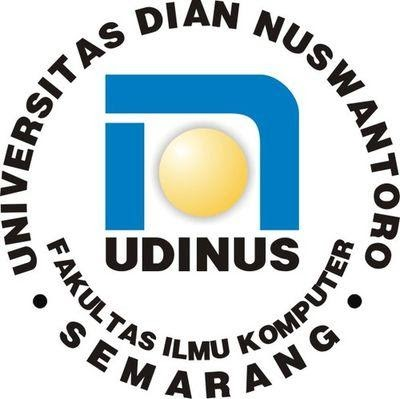 UNIVERSITAS DIAN NUSWANTORO
UDINUS
FAKULTAS ILMU KOMPUTER
• SEMARANG •